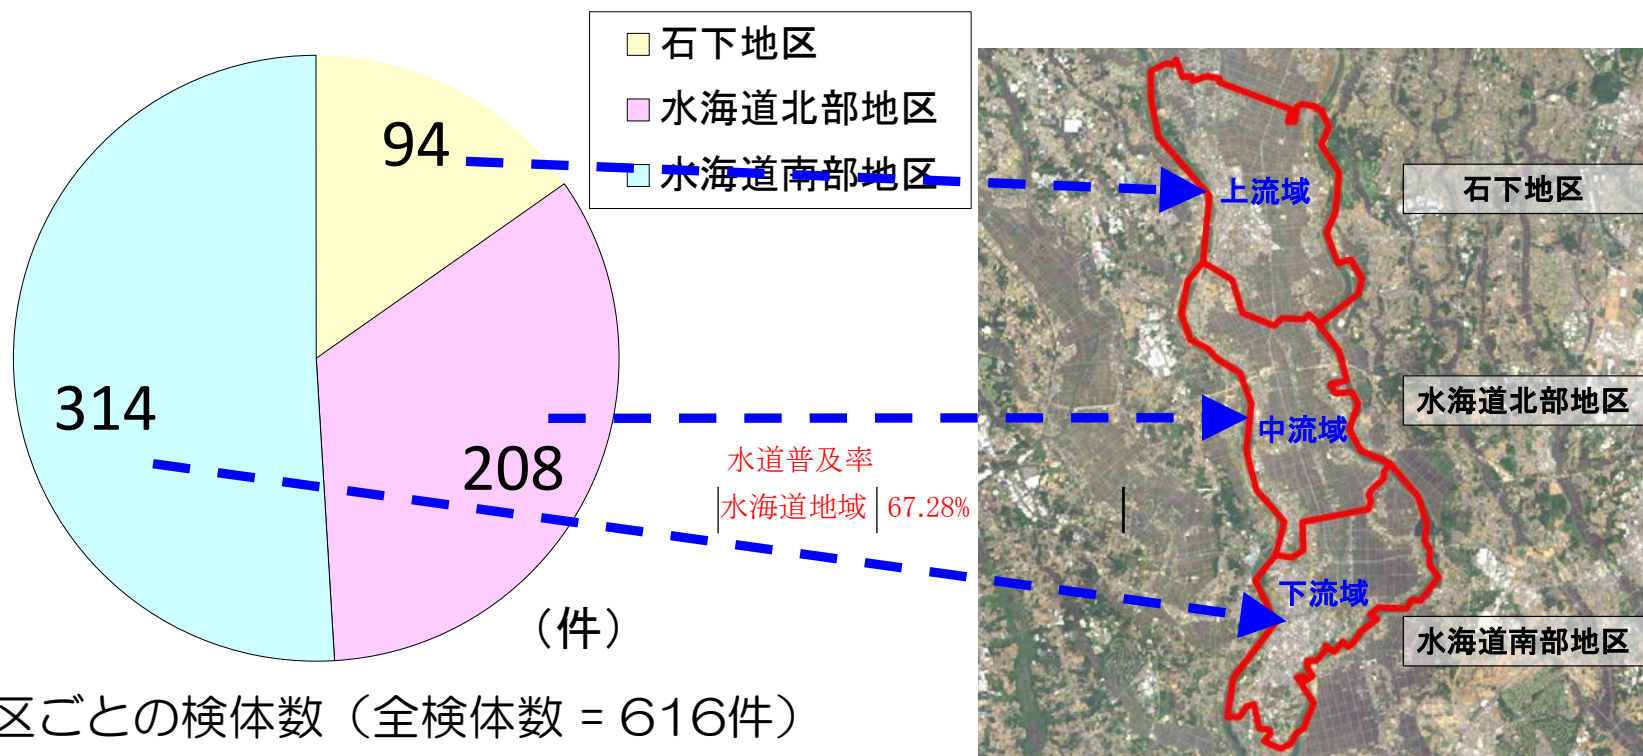 石下地区
水海道北部地区
水海道南部地区
94
314
208
(件)
水道普及率
水海道地域 67.28%
上流域
中流域
下流域
石下地区
水海道北部地区
水海道南部地区
区ごとの検体数（全検体数 = 616件）